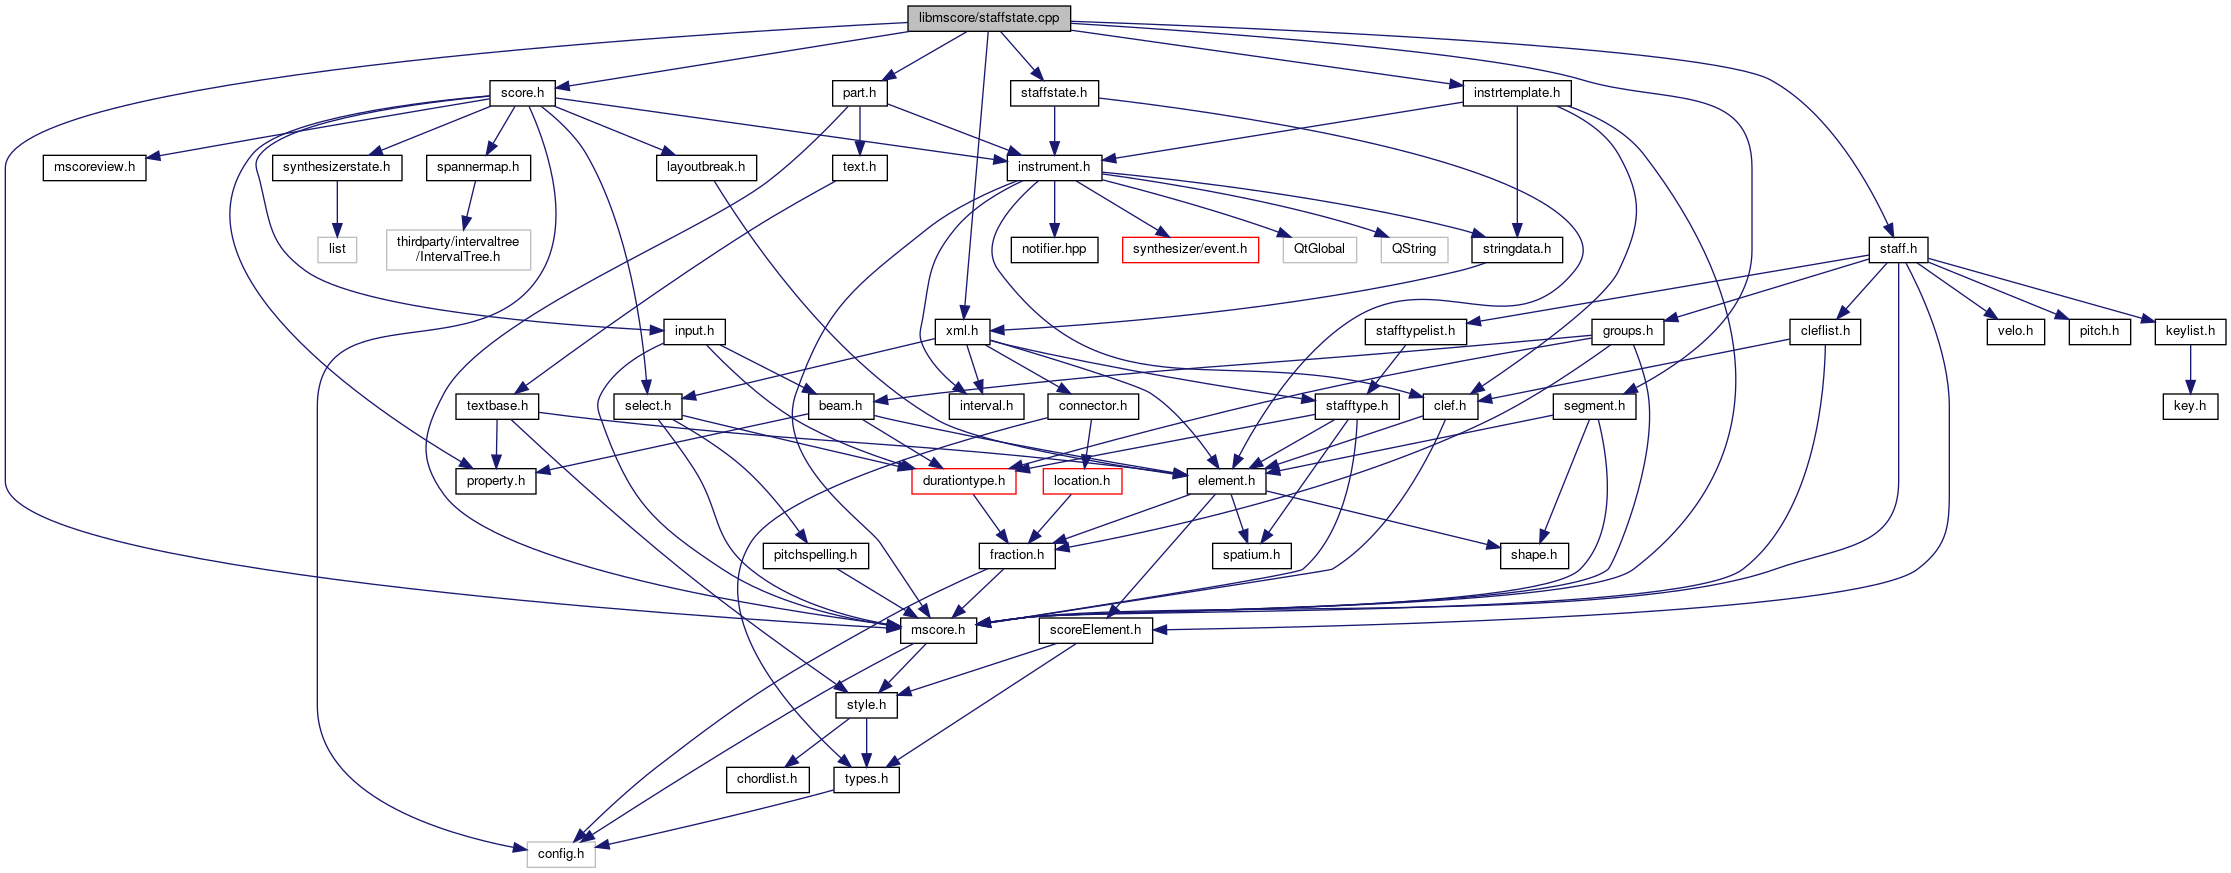 libmscore/staffstate.cpp
score.h
part.h
staffstate.h
instrtemplate.h
mscoreview.h
synthesizerstate.h
spannermap.h
layoutbreak.h
text.h
instrument.h
list
thirdparty/intervaltree
/IntervalTree.h
notifier.hpp
synthesizer/event.h
QtGlobal
QString
stringdata.h
staff.h
input.h
xml.h
stafftypelist.h
groups.h
cleflist.h
velo.h
pitch.h
keylist.h
textbase.h
select.h
beam.h
interval.h
connector.h
stafftype.h
clef.h
segment.h
key.h
property.h
durationtype.h
location.h
element.h
pitchspelling.h
fraction.h
spatium.h
shape.h
mscore.h
scoreElement.h
style.h
chordlist.h
types.h
config.h